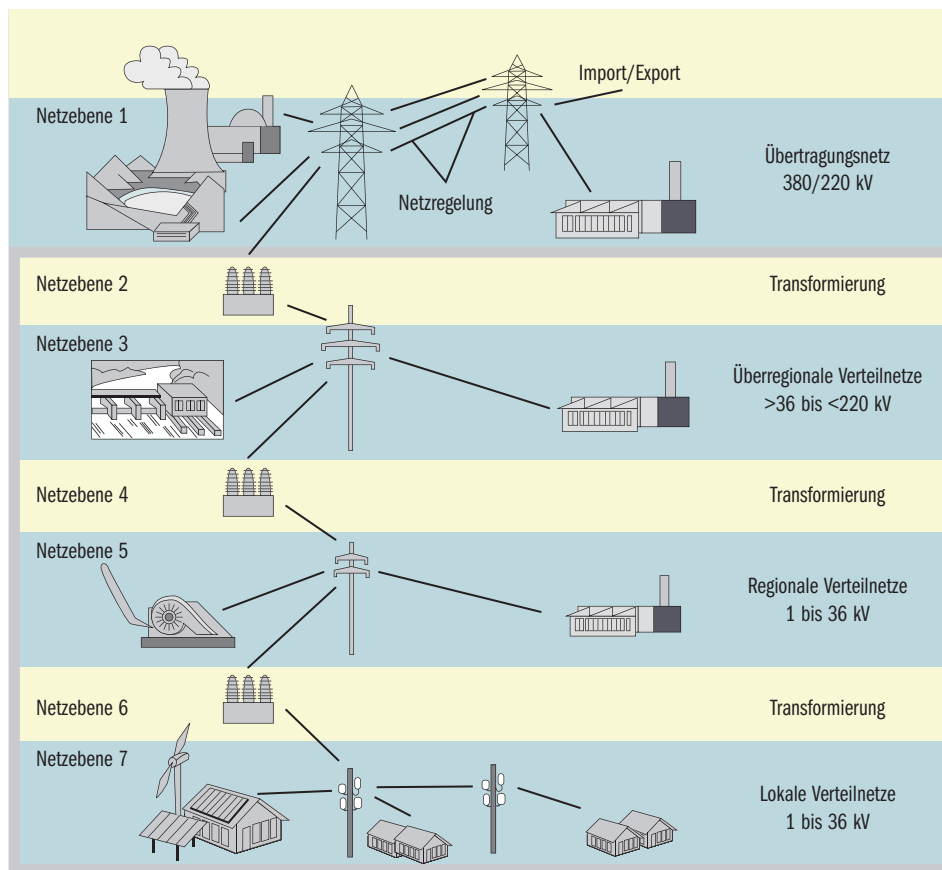 Import/Export
Netzebene 1
Übertragungsnetz
380/220 kV
Netzregelung
Netzebene 2
Transformierung
Netzebene 3
Überregionale Verteilnetze
>36 bis <220 kV
Netzebene 4
Transformierung
Netzebene 5
Regionale Verteilnetze
1 bis 36 kV
Netzebene 6
Transformierung
Netzebene 7
Lokale Verteilnetze
1 bis 36 kV